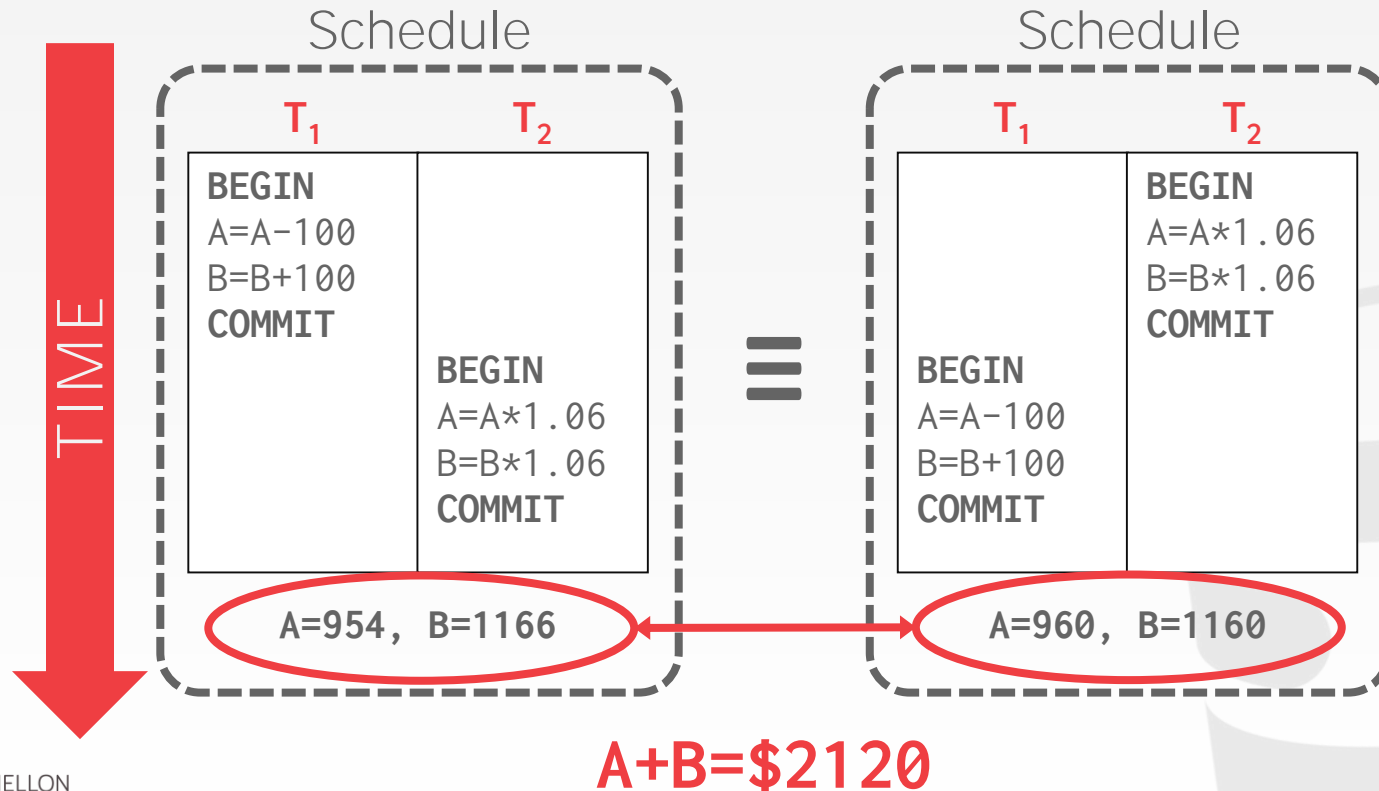 Schedule
T1 T2
BEGIN
A=A-100
B=B+100
COMMIT
BEGIN
A=A*1.06
B=B*1.06
COMMIT
A=954, B=1166
≡
Schedule
T1 T2
BEGIN
A=A*1.06
B=B*1.06
COMMIT
BEGIN
A=A-100
B=B+100
COMMIT
A=960, B=1160
TIME
A+B=$2120